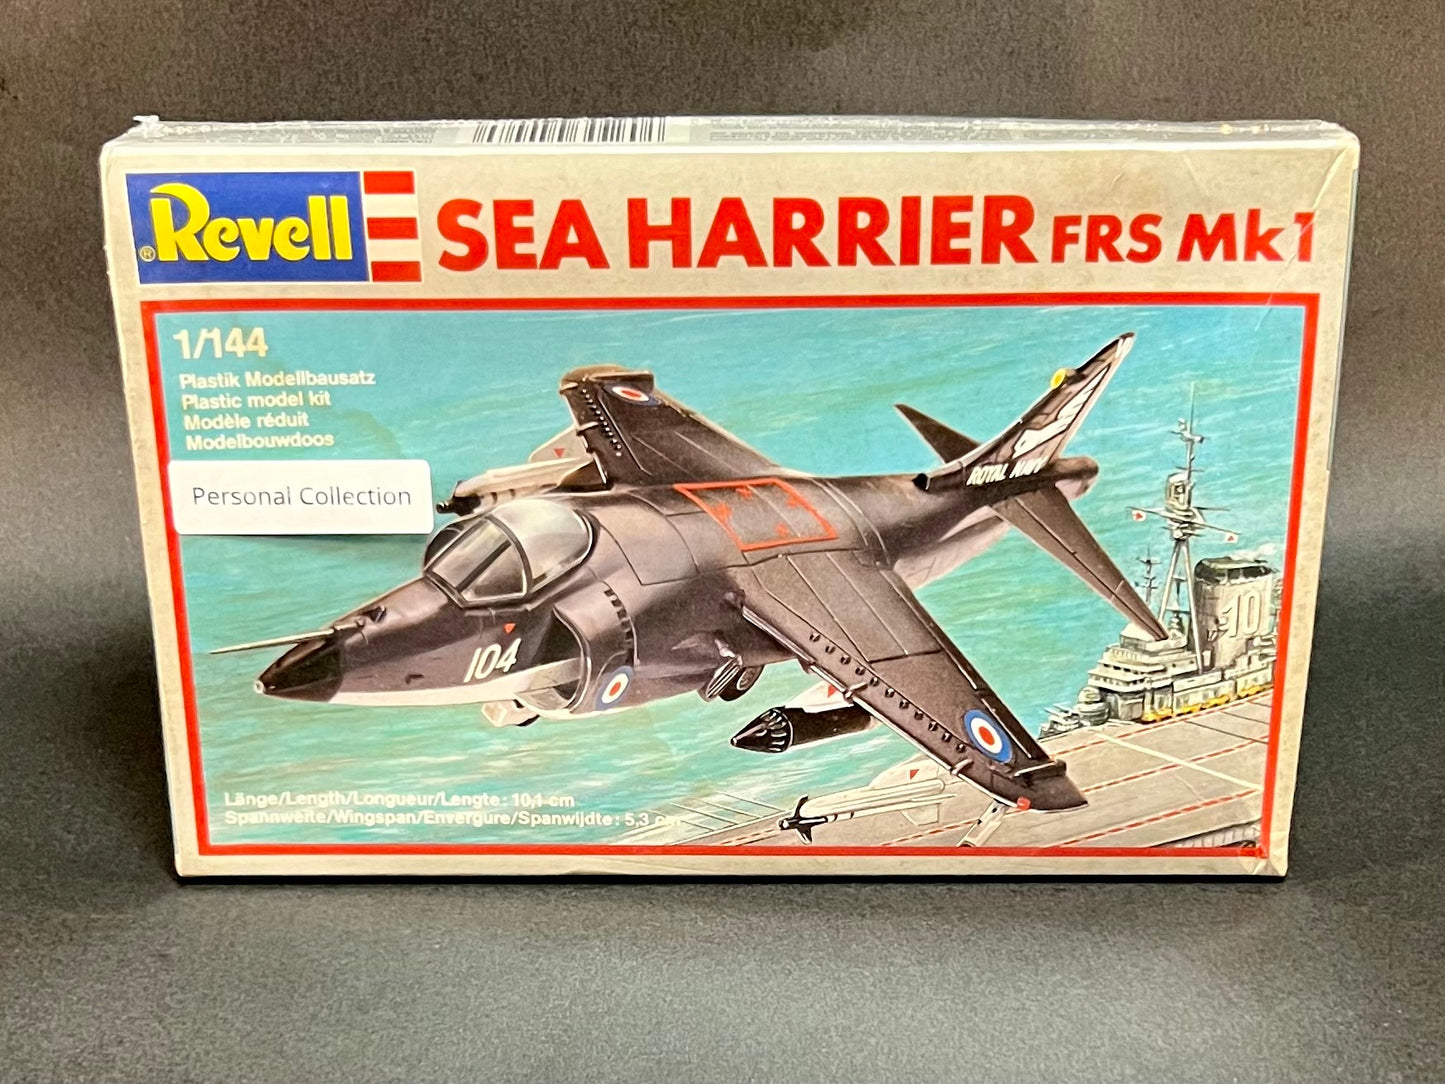 Revell
®
SEA HARRIER FRS Mk1
1/144
Plastik Modellbausatz
Plastic model kit
Modèle réduit
Modelbouwdoos
Personal Collection
ROYAL NAVY
104
10
Länge/Length/Longueur/Lengte: 10,1 cm
Spannweite/Wingspan/Envergure/Spanwijdte: 5,3 cm